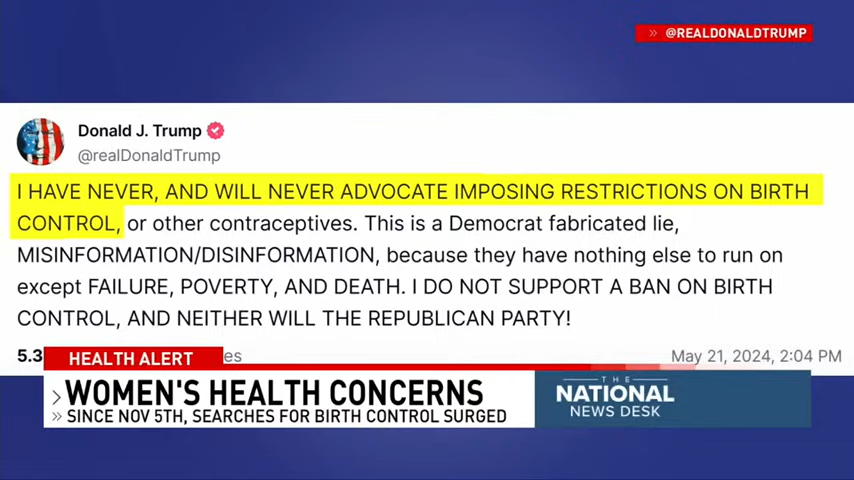 » @REALDONALDTRUMP
Donald J. Trump
@realDonaldTrump
I HAVE NEVER, AND WILL NEVER ADVOCATE IMPOSING RESTRICTIONS ON BIRTH
CONTROL, or other contraceptives. This is a Democrat fabricated lie,
MISINFORMATION/DISINFORMATION, because they have nothing else to run on
except FAILURE, POVERTY, AND DEATH. I DO NOT SUPPORT A BAN ON BIRTH
CONTROL, AND NEITHER WILL THE REPUBLICAN PARTY!
5.3
es
May 21, 2024, 2:04 PM
HEALTH ALERT
WOMEN'S HEALTH CONCERNS
» SINCE NOV 5TH, SEARCHES FOR BIRTH CONTROL SURGED
THE
NATIONAL
NEWS DESK